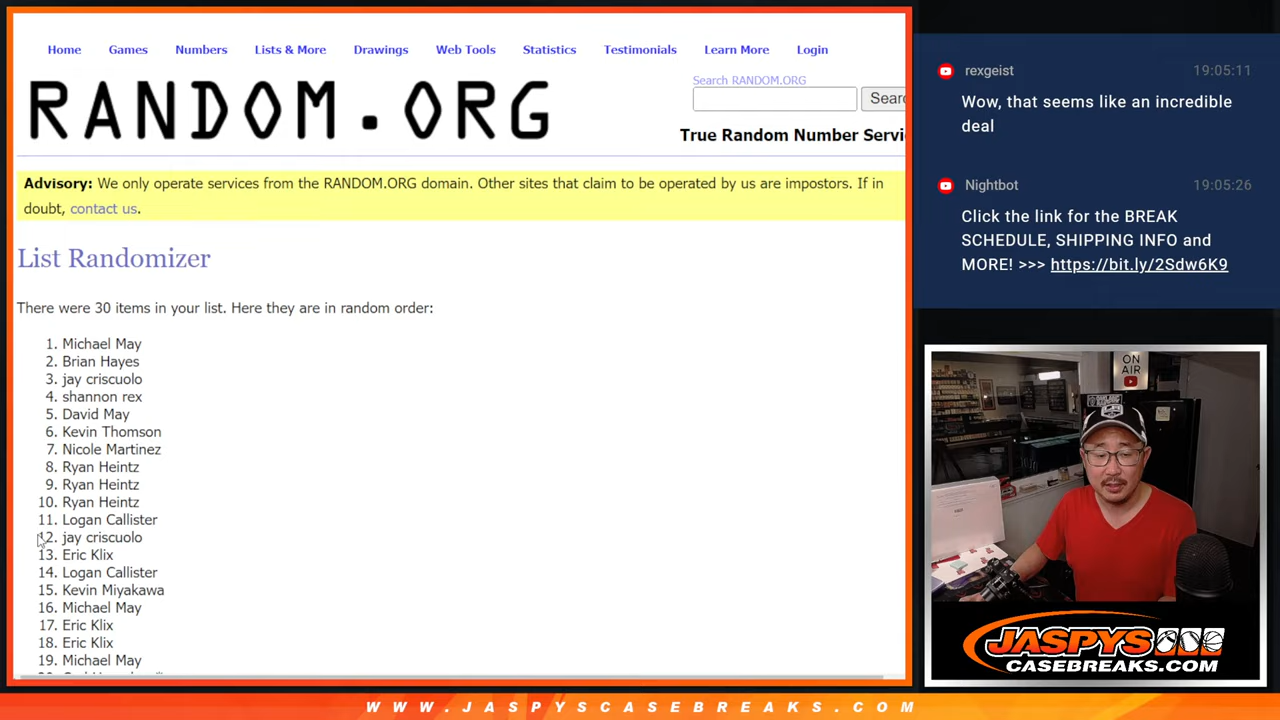 Home Games Numbers Lists & More Drawings Web Tools Statistics Testimonials Learn More Login
RANDOM.ORG
Search RANDOM.ORG
True Random Number
Advisory: We only operate services from the RANDOM.ORG domain. Other sites that claim to be operated by us are impostors. If in
doubt, contact us.
List Randomizer
There were 30 items in your list. Here they are in random order:
1. Michael May
2. Brian Hayes
3. jay criscuolo
4. shannon rex
5. David May
6. Kevin Thomson
7. Nicole Martinez
8. Ryan Heintz
9. Ryan Heintz
10. Ryan Heintz
11. Logan Callister
12. jay criscuolo
13. Eric Klix
14. Logan Callister
15. Kevin Miyakawa
16. Michael May
17. Eric Klix
18. Eric Klix
19. Michael May
rexgeist 19:05:11
Wow, that seems like an incredible
deal
Nightbot 19:05:26
Click the link for the BREAK
SCHEDULE, SHIPPING INFO and
MORE! >>> https://bit.ly/2Sdw6K9
ON
AIR
JASPYS
CASEBREAKS.COM
WWW.JASPYSCASEBREAKS.COM